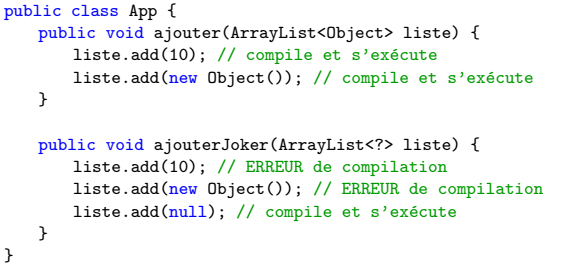 public class App {
    public void ajouter(ArrayList<Object> liste) {
        liste.add(10); // compile et s'exécute
        liste.add(new Object()); // compile et s'exécute
    }

    public void ajouterJoker(ArrayList<?> liste) {
        liste.add(10); // ERREUR de compilation
        liste.add(new Object()); // ERREUR de compilation
        liste.add(null); // compile et s'exécute
    }
}